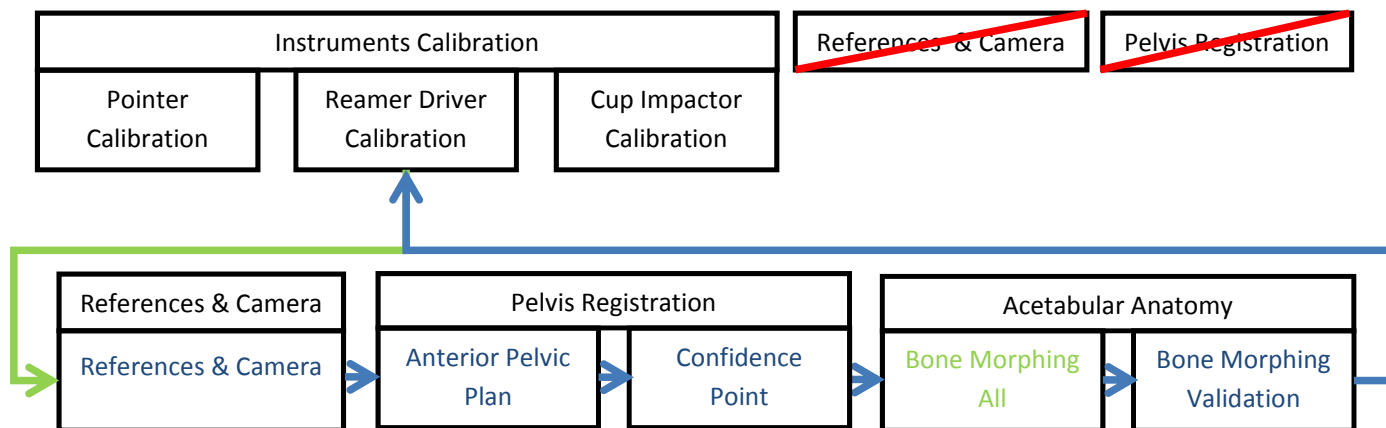 Instruments Calibration
References & Camera
Pelvis Registration
Pointer
Calibration
Reamer Driver
Calibration
Cup Impactor
Calibration
References & Camera
Pelvis Registration
Acetabular Anatomy
References & Camera
Anterior Pelvic
Plan
Confidence
Point
Bone Morphing
All
Bone Morphing
Validation